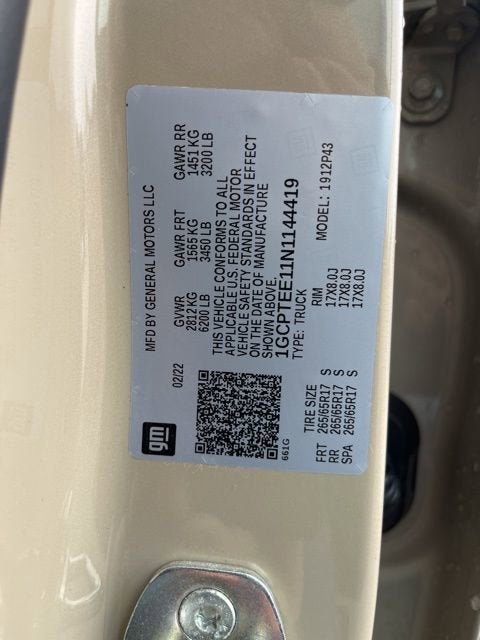 gm
MFD BY GENERAL MOTORS LLC
02/22
GVWR GAWR FRT GAWR RR
2812 KG 1565 KG 1451 KG
6200 LB 3450 LB 3200 LB
THIS VEHICLE CONFORMS TO ALL
APPLICABLE U.S. FEDERAL MOTOR
VEHICLE SAFETY STANDARDS IN EFFECT
ON THE DATE OF MANUFACTURE
SHOWN ABOVE.
1GCPTEE11N1144419
661G
TYPE: TRUCK MODEL: 1912P43
TIRE SIZE RIM
FRT 265/65R17 S 17X8.0J
RR 265/65R17 S 17X8.0J
SPA 265/65R17 S 17X8.0J